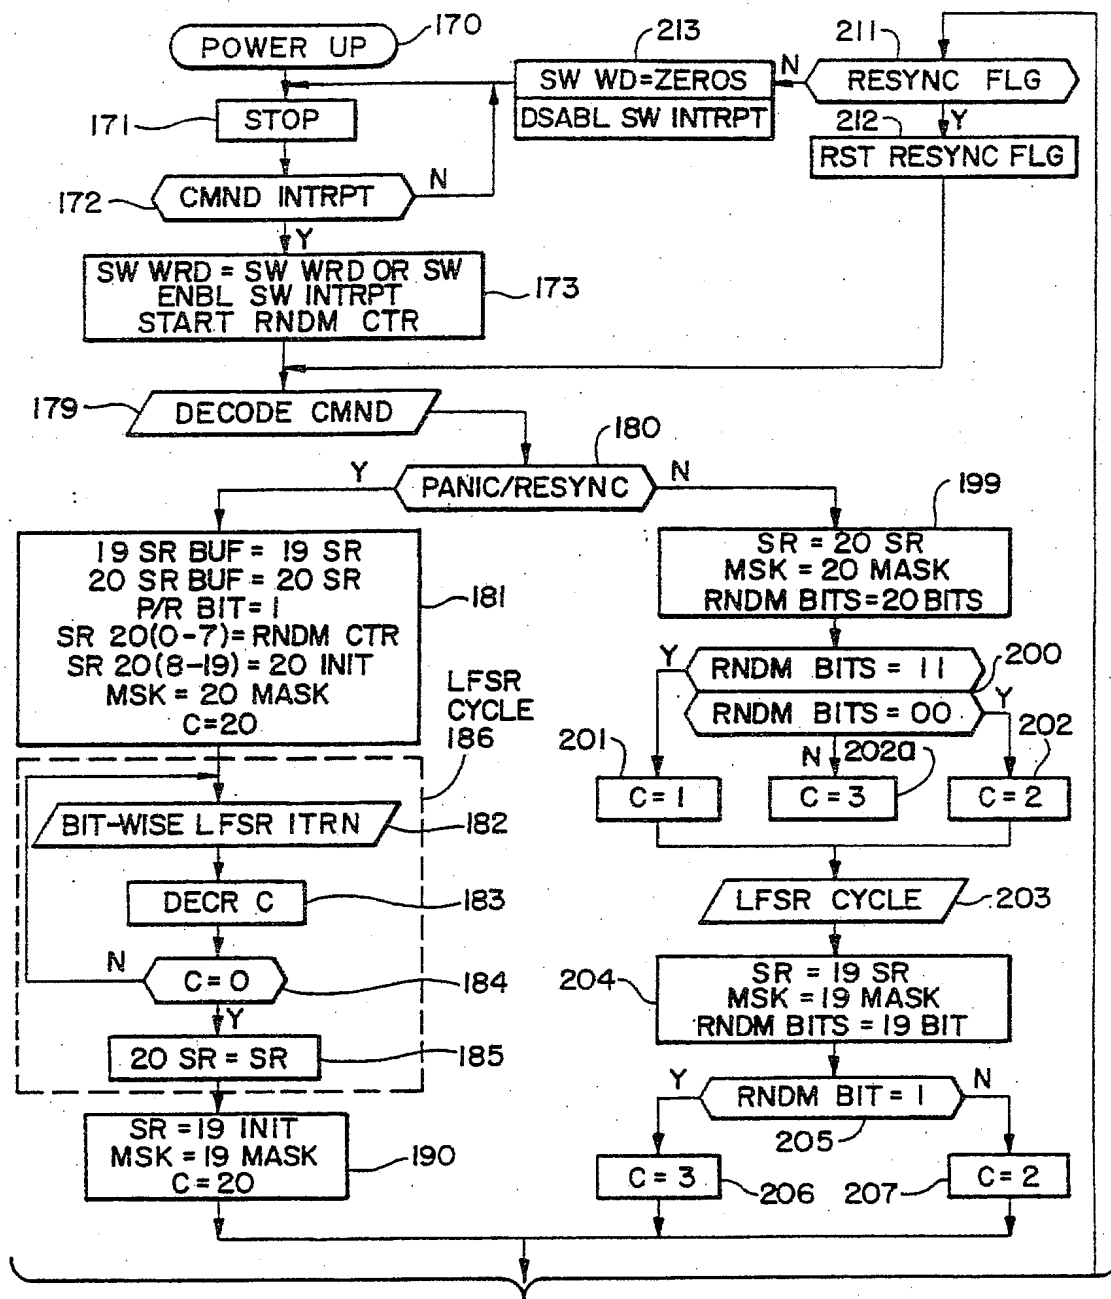 POWER UP
170
213
211
SW WD=ZEROS
N
RESYNC FLG
171
STOP
DSABL SW INTRPT
212
Y
RST RESYNC FLG
172
CMND INTRPT
N
Y
SW WRD = SW WRD OR SW
ENBL SW INTRPT
START RNDM CTR
173
179
DECODE CMND
180
Y
PANIC/RESYNC
N
199
19 SR BUF = 19 SR
20 SR BUF = 20 SR
P/R BIT = 1
SR 20(0-7)=RNDM CTR
SR 20(8-19) = 20 INIT
MSK = 20 MASK
C=20
181
SR = 20 SR
MSK = 20 MASK
RNDM BITS=20 BITS
Y
RNDM BITS = 11
200
RNDM BITS = 00
Y
LFSR
CYCLE
186
201
N
202a
202
C = 1
C = 3
C = 2
BIT-WISE LFSR ITRN
182
DECR C
183
LFSR CYCLE
203
N
C = 0
184
Y
204
SR = 19 SR
MSK = 19 MASK
RNDM BITS = 19 BIT
20 SR = SR
185
Y
RNDM BIT = 1
N
205
SR = 19 INIT
MSK = 19 MASK
C=20
190
C = 3
206
207
C = 2